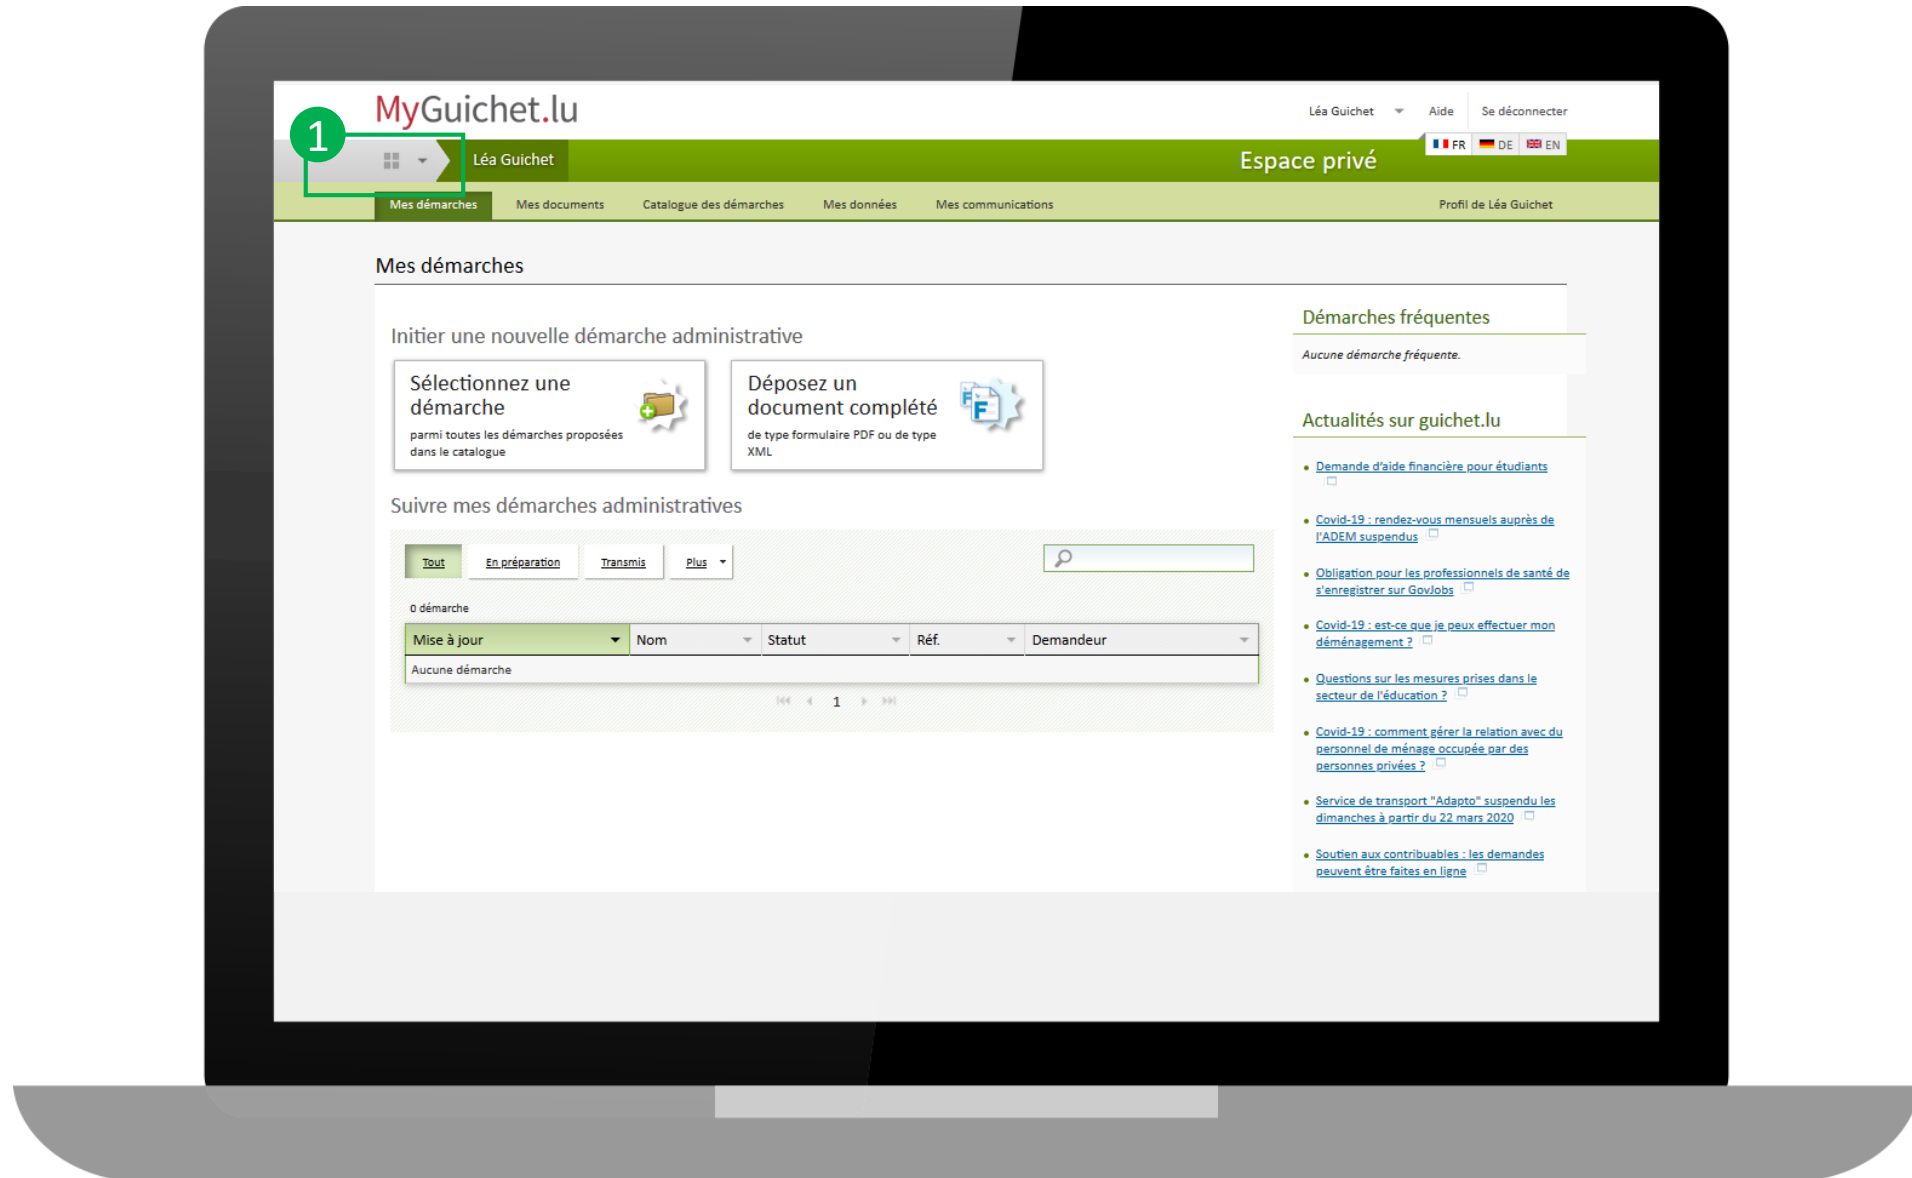 MyGuichet.lu
Léa Guichet
Aide
Se déconnecter
1
Léa Guichet
Espace privé
FR
DE
EN
Mes démarches
Mes documents
Catalogue des démarches
Mes données
Mes communications
Profil de Léa Guichet
Mes démarches
Initier une nouvelle démarche administrative
Sélectionnez une
démarche
parmi toutes les démarches proposées
dans le catalogue
Déposez un
document complété
de type formulaire PDF ou de type
XML
Suivre mes démarches administratives
Tout
En préparation
Transmis
Plus
0 démarche
Mise à jour
Nom
Statut
Réf.
Demandeur
Aucune démarche
1
Démarches fréquentes
Aucune démarche fréquente.
Actualités sur guichet.lu
Demande d'aide financière pour étudiants
Covid-19 : rendez-vous mensuels auprès de
l'ADEM suspendus
Obligation pour les professionnels de santé de
s'enregistrer sur GovJobs
Covid-19 : est-ce que je peux effectuer mon
déménagement ?
Questions sur les mesures prises dans le
secteur de l'éducation ?
Covid-19 : comment gérer la relation avec du
personnel de ménage occupée par des
personnes privées ?
Service de transport "Adapto" suspendu les
dimanches à partir du 22 mars 2020
Soutien aux contribuables : les demandes
peuvent être faites en ligne